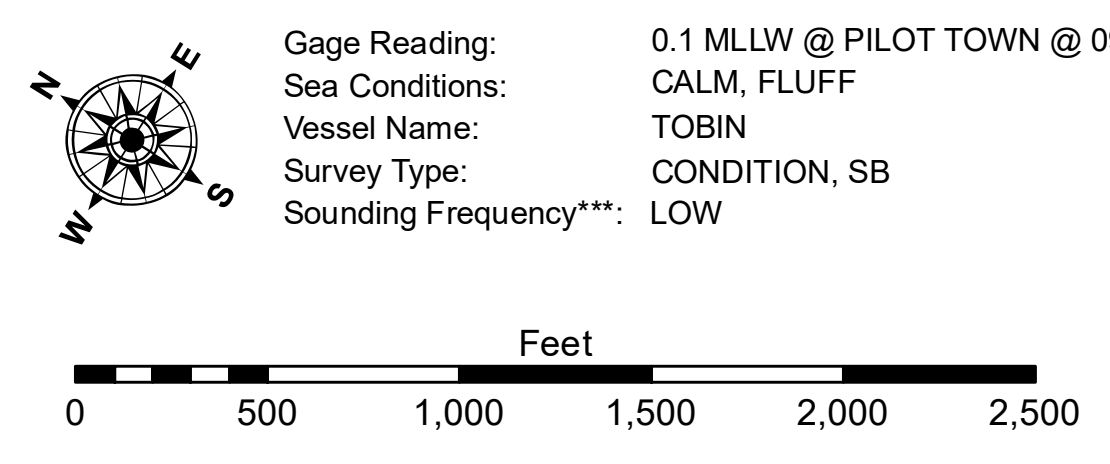 N
E
S
W
Gage Reading: 0.1 MLLW @ PILOT TOWN @
Sea Conditions: CALM, FLUFF
Vessel Name: TOBIN
Survey Type: CONDITION, SB
Sounding Frequency***: LOW
Feet
0 500 1,000 1,500 2,000 2,500